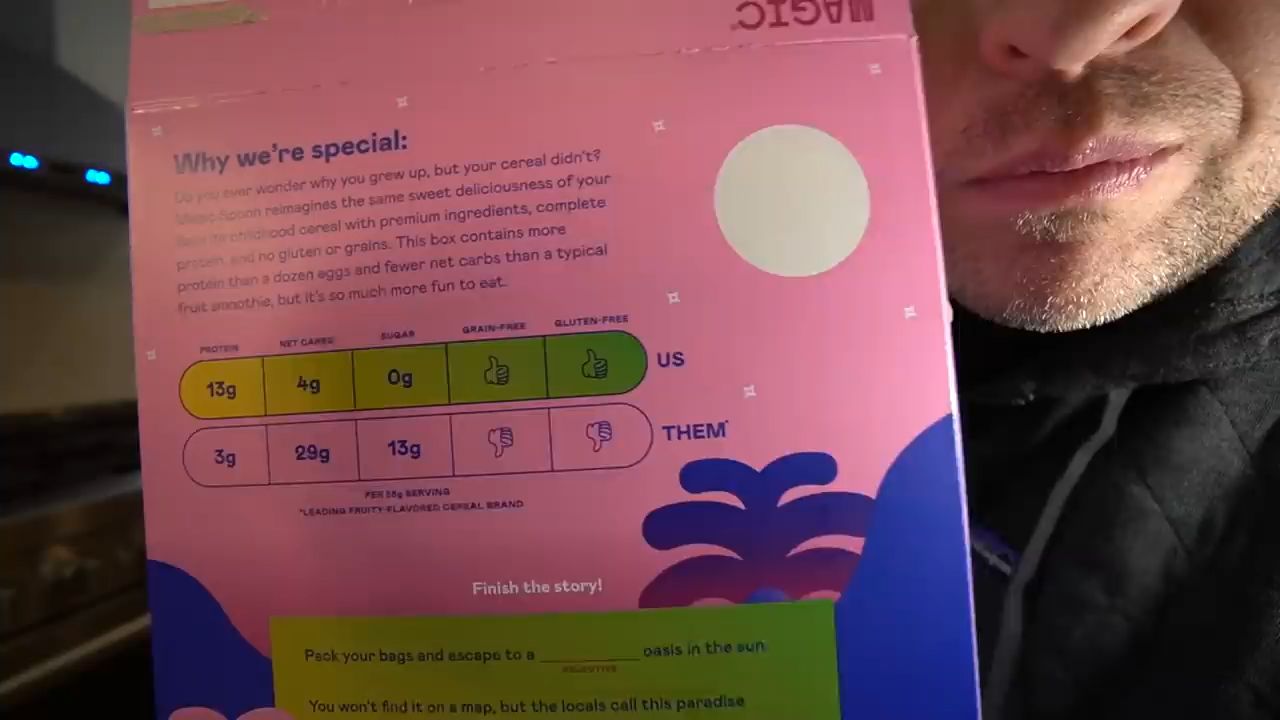 MAGIC
Why we're special:
Do you ever wonder why you grew up, but your cereal didn't?
Magic Spoon reimagines the same sweet deliciousness of your
favorite childhood cereal with premium ingredients, complete
protein, and no gluten or grains. This box contains more
protein than a dozen eggs and fewer net carbs than a typical
fruit smoothie, but it's so much more fun to eat.
PROTEIN NET CARBS SUGAR GRAIN-FREE GLUTEN-FREE
13g 4g 0g US
3g 29g 13g THEM*
PER SERVING
*LEADING FRUITY-FLAVORED CEREAL BRAND
Finish the story!
Pack your bags and escape to a ________ oasis in the sun.
ADJECTIVE
You won't find it on a map, but the locals call this paradise